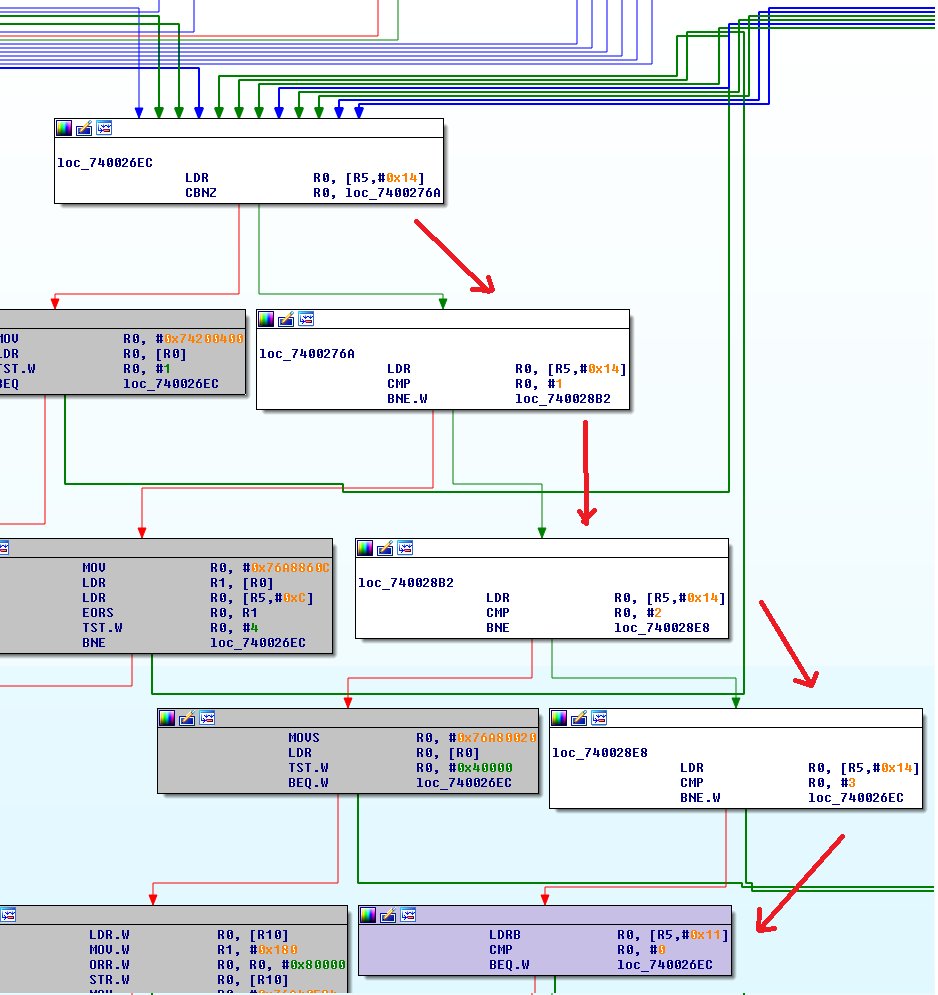 loc_740026EC
LDR R0, [R5,#0x14]
CBNZ R0, loc_7400276A
MOV R0, #0x74200400
LDR R0, [R0]
TST.W R0, #1
BEQ loc_740026EC
loc_7400276A
LDR R0, [R5,#0x14]
CMP R0, #1
BNE.W loc_740028B2
MOV R0, #0x76A8860C
LDR R1, [R0]
LDR R0, [R5,#0xC]
EORS R0, R1
TST.W R0, #4
BNE loc_740026EC
loc_740028B2
LDR R0, [R5,#0x14]
CMP R0, #2
BNE loc_740028E8
MOVS R0, #0x76A80020
LDR R0, [R0]
TST.W R0, #0x40000
BEQ.W loc_740026EC
loc_740028E8
LDR R0, [R5,#0x14]
CMP R0, #3
BNE.W loc_740026EC
LDR.W R0, [R10]
MOV.W R1, #0x180
ORR.W R0, R0, #0x80000
STR.W R0, [R10]
LDRB R0, [R5,#0x11]
CMP R0, #0
BEQ.W loc_740026EC